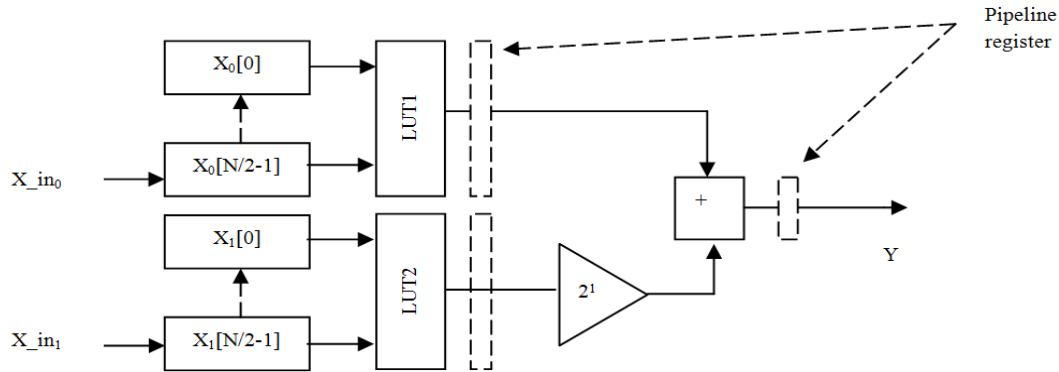 Pipeline
register
X₀[0]
LUT1
X₀[N/2-1]
X_in₀
+
X₁[0]
Y
LUT2
2¹
X₁[N/2-1]
X_in₁